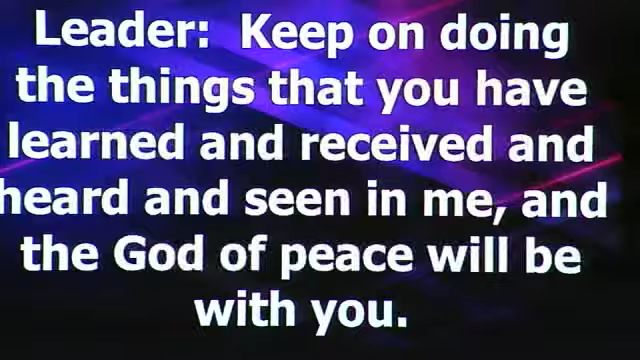 Leader: Keep on doing
the things that you have
learned and received and
heard and seen in me, and
the God of peace will be
with you.